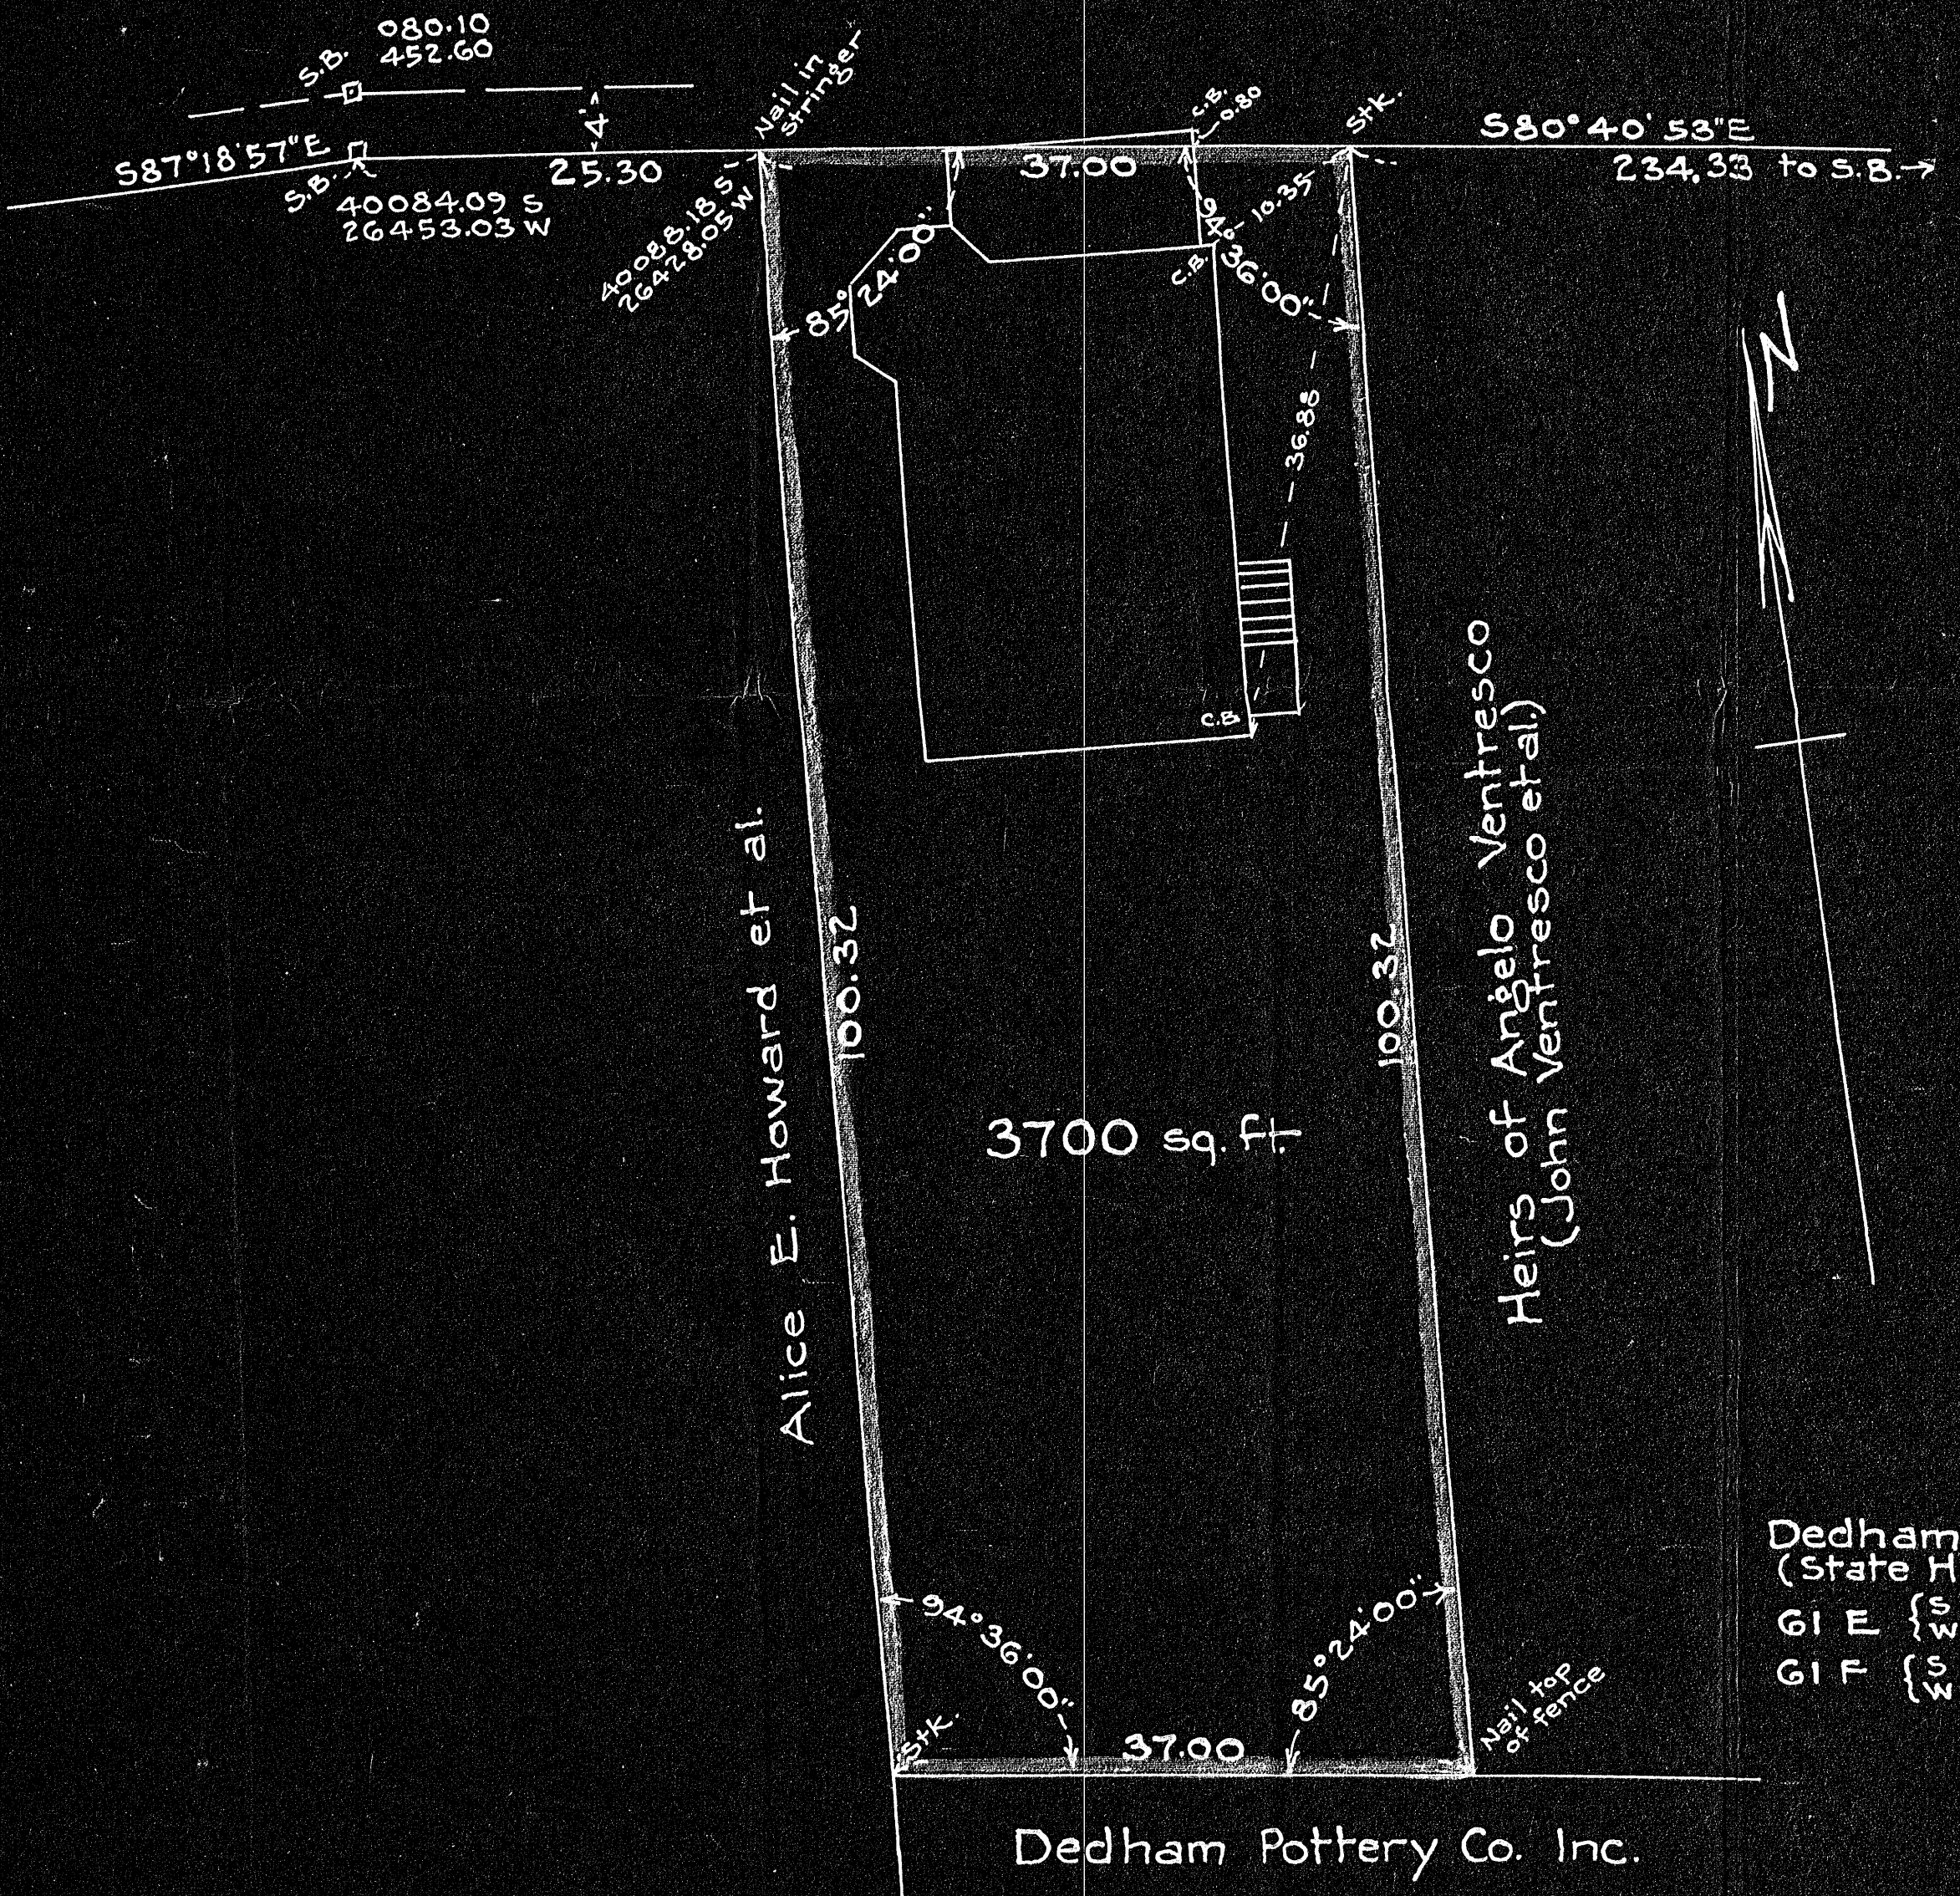 080.10
S.B. 452.60
4'
Nail in
Stringer
C.B.
0.80
Stk.
S80°40'53"E
234.33 to S.B.→
S87°18'57"E
S.B.
40084.09 S
26453.03 W
25.30
40088.18 S
26428.05 W
37.00
10.35
85°24'00"
94°36'00"
C.B.
36.88
N
C.B.
Alice E. Howard et al.
100.32
100.32
Heirs of Angelo Ventresco
(John Ventresco et al.)
3700 sq. ft.
Dedham
(State H
61 E { S
W
61 F { S
W
94°36'00"
85°24'00"
Stk.
37.00
Nail top
of fence
Dedham Pottery Co. Inc.